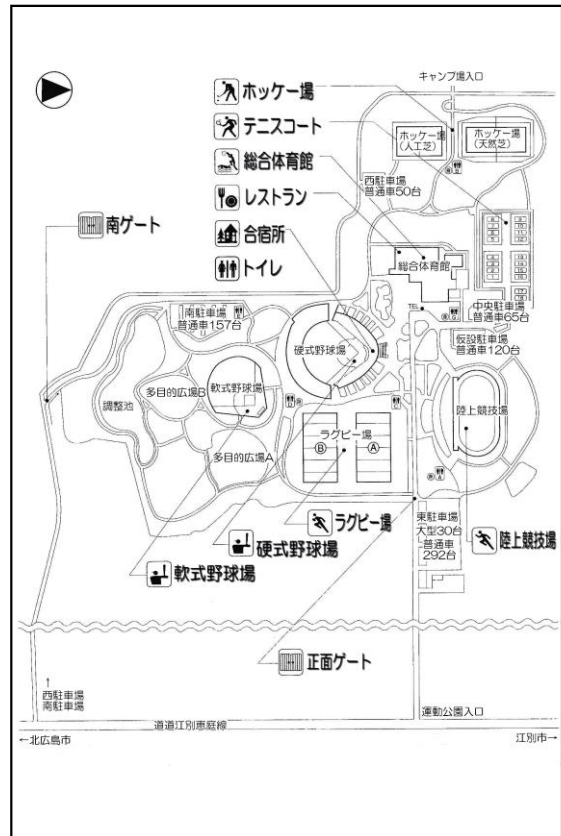 キャンプ場入口
ホッケー場
テニスコート
総合体育館
レストラン
合宿所
トイレ
南ゲート
ホッケー場
(人工芝)
ホッケー場
(天然芝)
西駐車場
普通車50台
総合体育館
TEL
中央駐車場
普通車65台
仮設駐車場
普通車120台
南駐車場
普通車157台
硬式野球場
軟式野球場
多目的広場B
調整池
多目的広場A
ラグビー場
B
A
陸上競技場
東駐車場
大型30台
普通車
292台
ラグビー場
硬式野球場
軟式野球場
陸上競技場
正面ゲート
↑
西駐車場
南駐車場
運動公園入口
道道江別恵庭線
←北広島市
江別市→